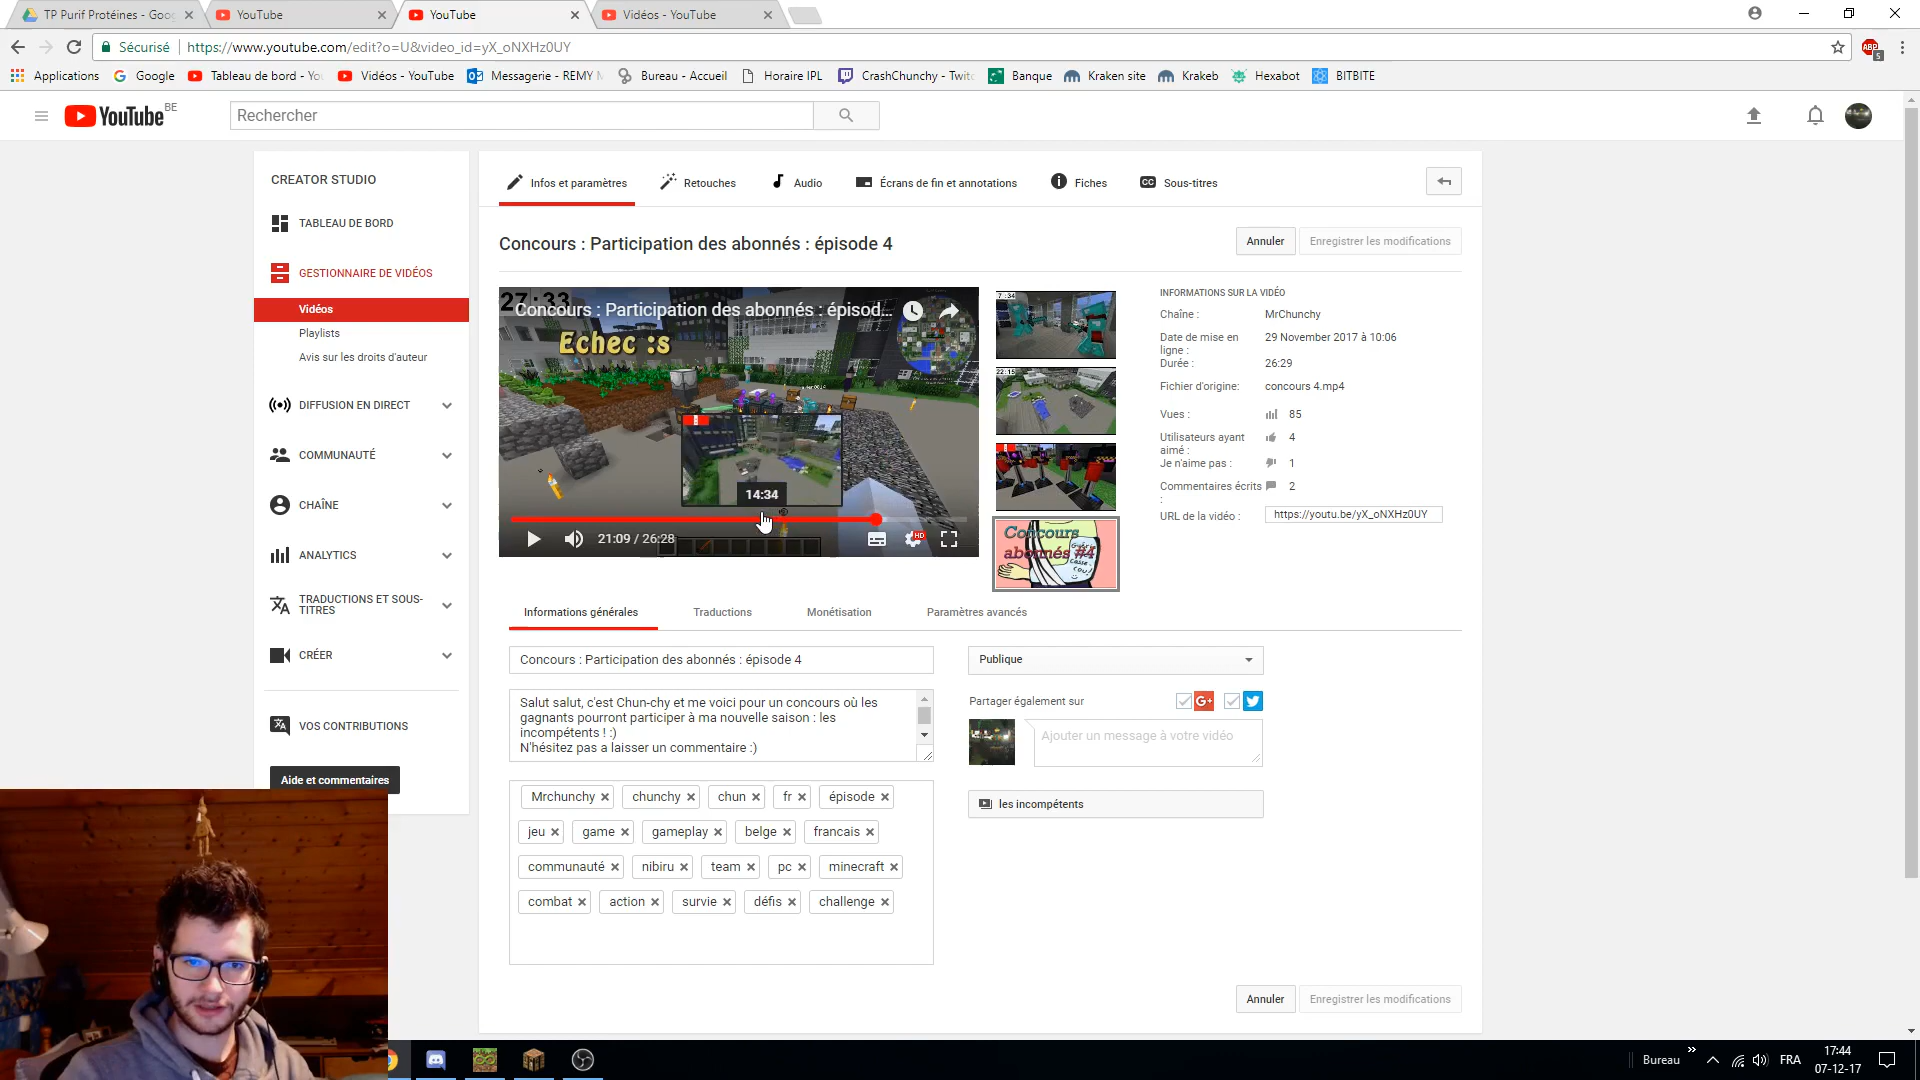 TP Purif Protéines - Goog
YouTube
YouTube
Vidéos - YouTube
Sécurisé
https://www.youtube.com/edit?o=U&video_id=yX_oNXHz0UY
ABP
5
Applications
Google
Tableau de bord - Yo
Vidéos - YouTube
Messagerie - REMY
Bureau - Accueil
Horaire IPL
CrashChunchy - Twitc
Banque
Kraken site
Krakeb
Hexabot
BITBITE
YouTube BE
Rechercher
CREATOR STUDIO
TABLEAU DE BORD
GESTIONNAIRE DE VIDÉOS
Vidéos
Playlists
Avis sur les droits d'auteur
DIFFUSION EN DIRECT
COMMUNAUTÉ
CHAÎNE
ANALYTICS
TRADUCTIONS ET SOUS-
TITRES
CRÉER
VOS CONTRIBUTIONS
Aide et commentaires
Infos et paramètres
Retouches
Audio
Écrans de fin et annotations
Fiches
CC Sous-titres
Concours : Participation des abonnés : épisode 4
Annuler
Enregistrer les modifications
27:33
Concours : Participation des abonnés : épisod...
Echec :s
14:34
21:09 / 26:28
HD
7:34
22:15
Concours
abonnés #4
INFORMATIONS SUR LA VIDÉO
Chaîne : MrChunchy
Date de mise en
ligne :
29 November 2017 à 10:06
Durée : 26:29
Fichier d'origine: concours 4.mp4
Vues : 85
Utilisateurs ayant
aimé : 4
Je n'aime pas : 1
Commentaires écrits
: 2
URL de la vidéo : https://youtu.be/yX_oNXHz0UY
Informations générales
Traductions
Monétisation
Paramètres avancés
Concours : Participation des abonnés : épisode 4
Salut salut, c'est Chun-chy et me voici pour un concours où les
gagnants pourront participer à ma nouvelle saison : les
incompétents ! :)
N'hésitez pas a laisser un commentaire :)
Mrchunchy
chunchy
chun
fr
épisode
jeu
game
gameplay
belge
francais
communauté
nibiru
team
pc
minecraft
combat
action
survie
défis
challenge
Publique
Partager également sur
G+
Ajouter un message à votre vidéo
les incompétents
Annuler
Enregistrer les modifications
Bureau
FRA
17:44
07-12-17